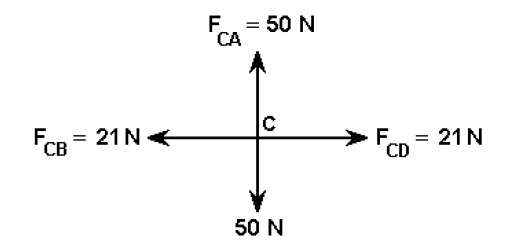 F_CA = 50 N
C
F_CB = 21 N
F_CD = 21 N
50 N